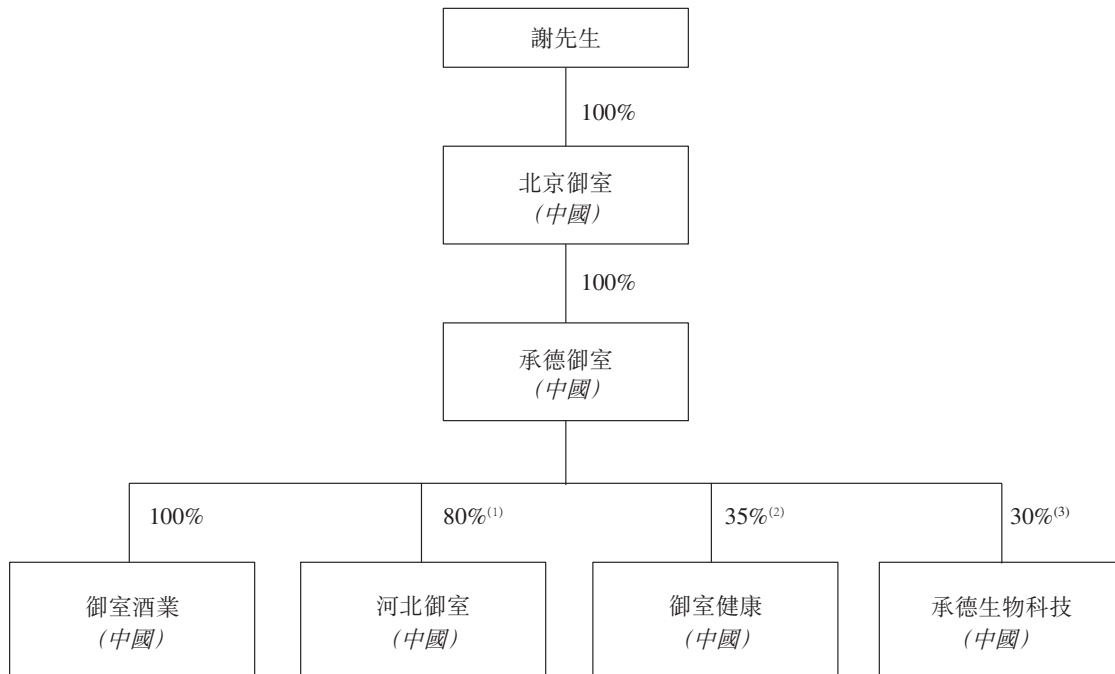 謝先生
100%
北京御室
（中國）
100%
承德御室
（中國）
100%
80%(1)
35%(2)
30%(3)
御室酒業
（中國）
河北御室
（中國）
御室健康
（中國）
承德生物科技
（中國）